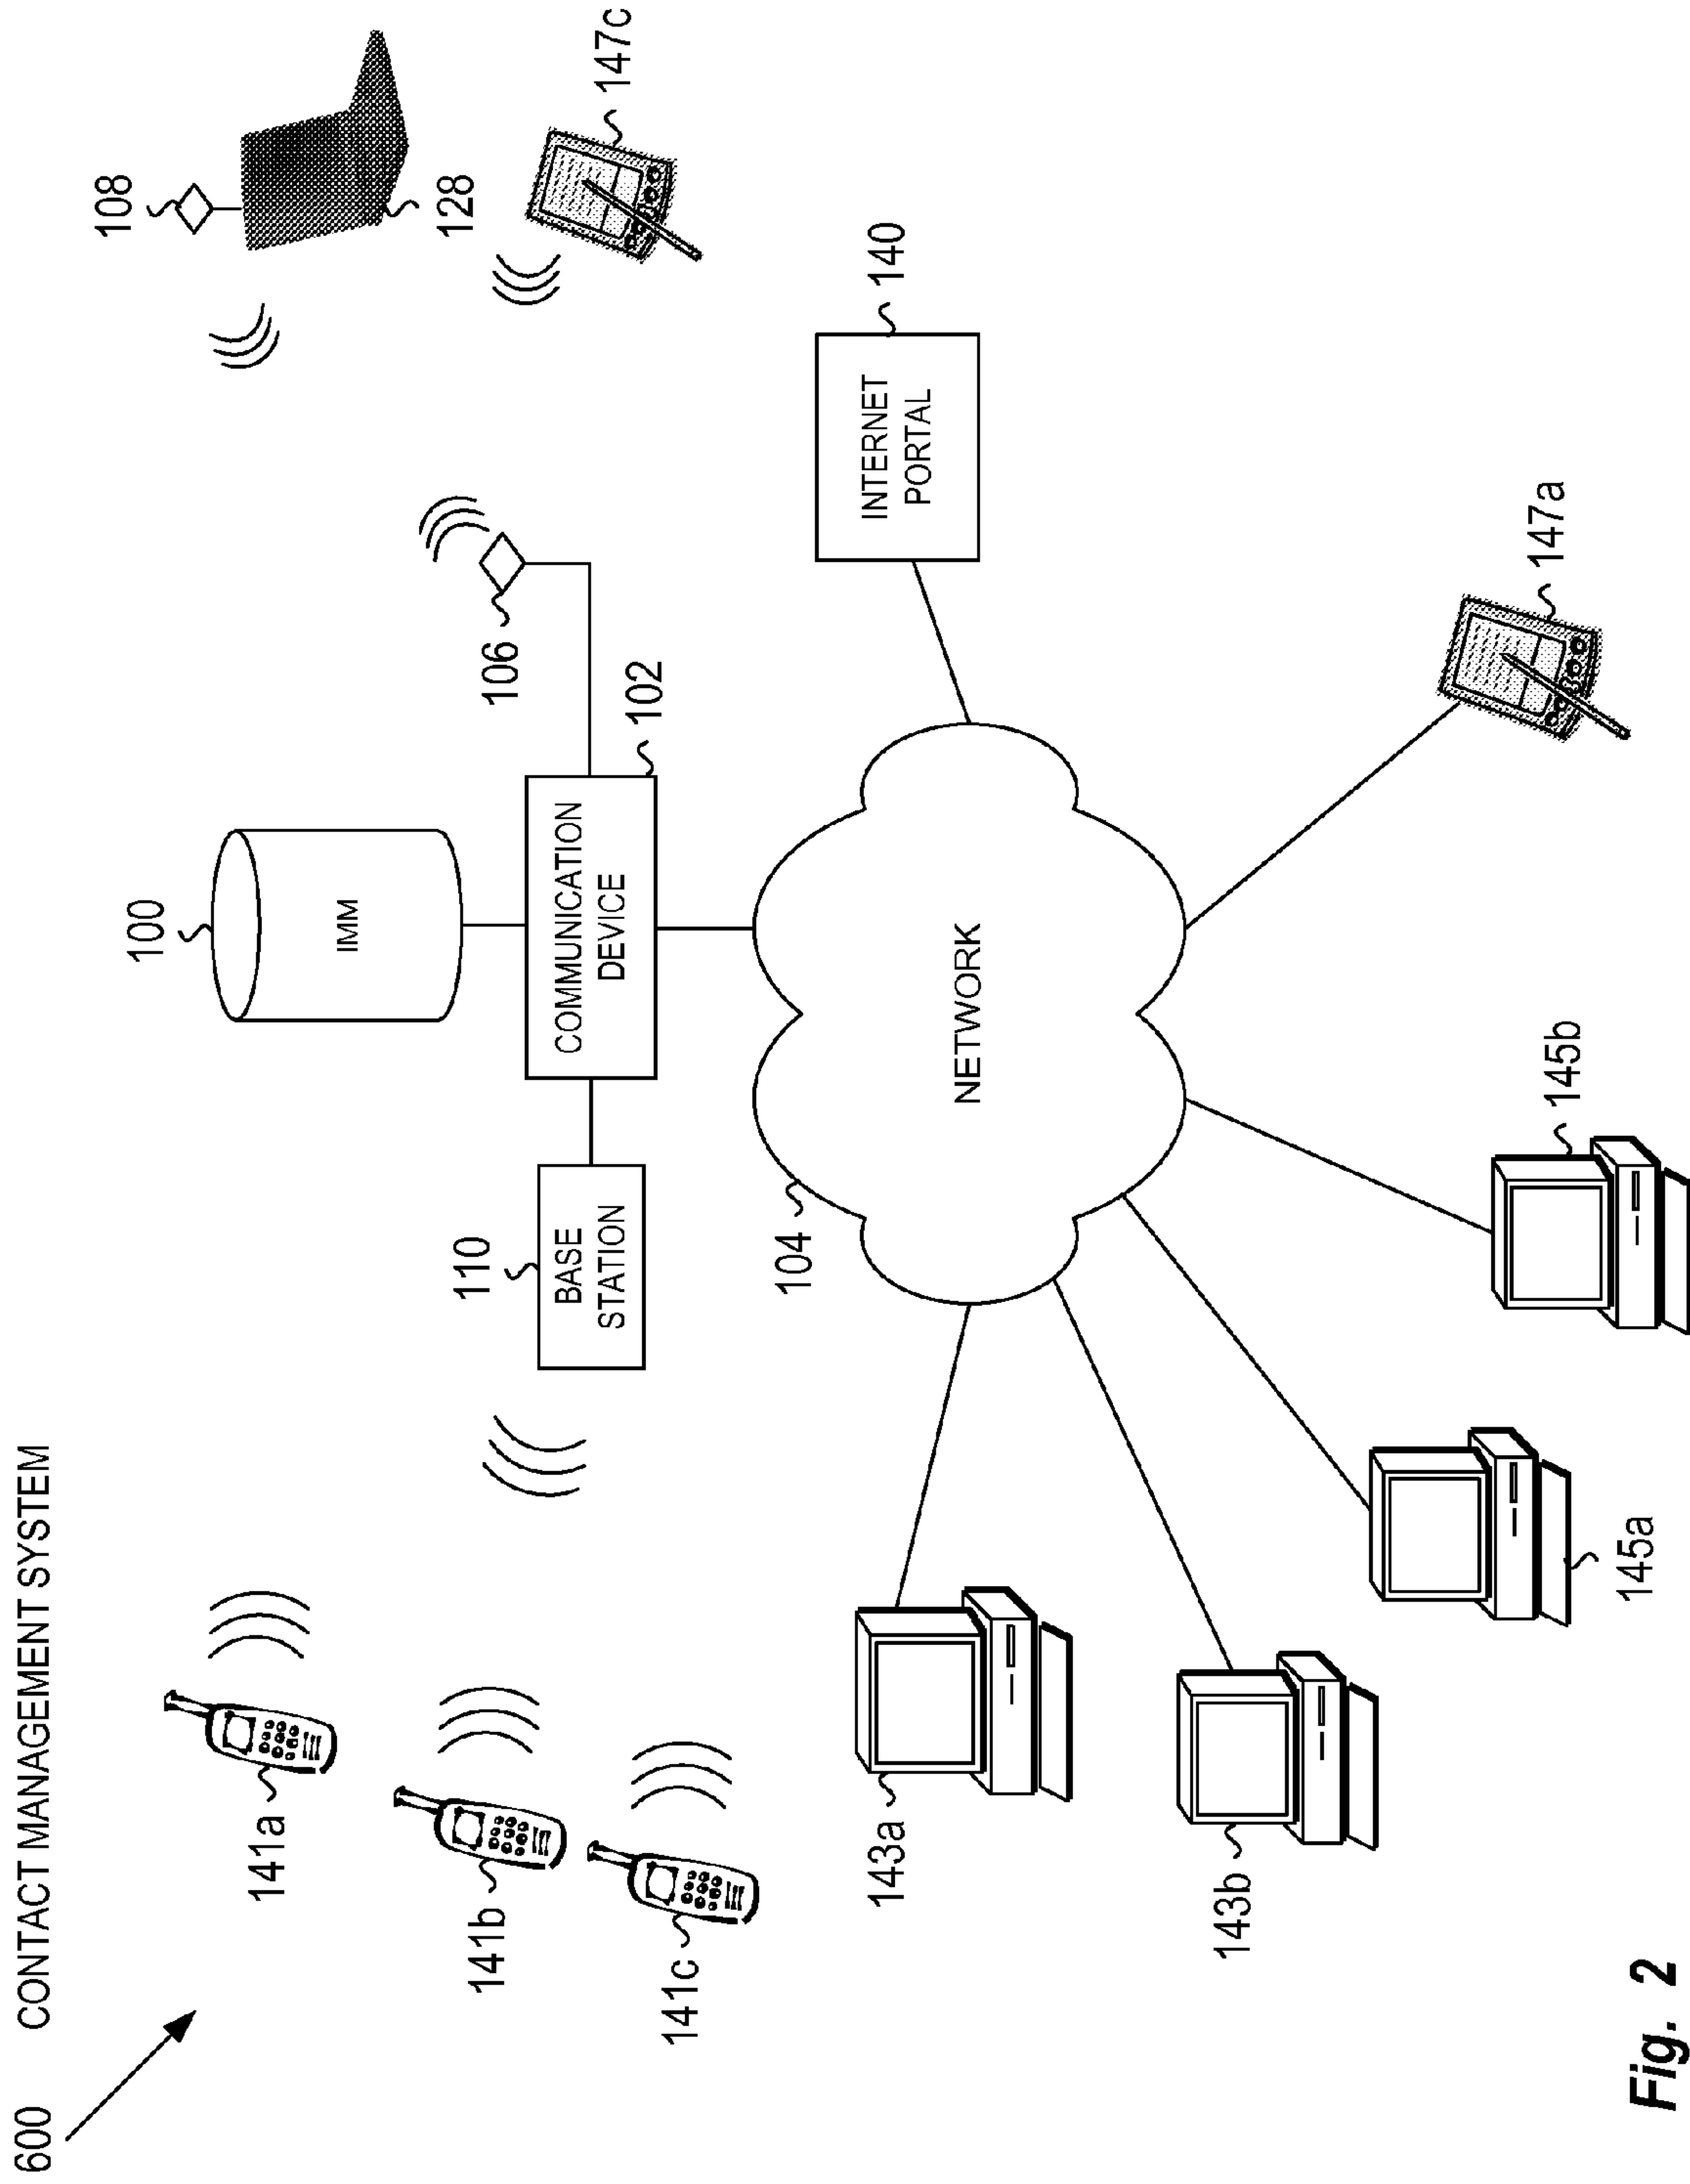 600 CONTACT MANAGEMENT SYSTEM
141a
141b
141c
100
IMM
108
128
147c
110
BASE
STATION
COMMUNICATION
DEVICE
102
106
104
NETWORK
INTERNET
PORTAL
140
143a
143b
145a
145b
147a
Fig. 2